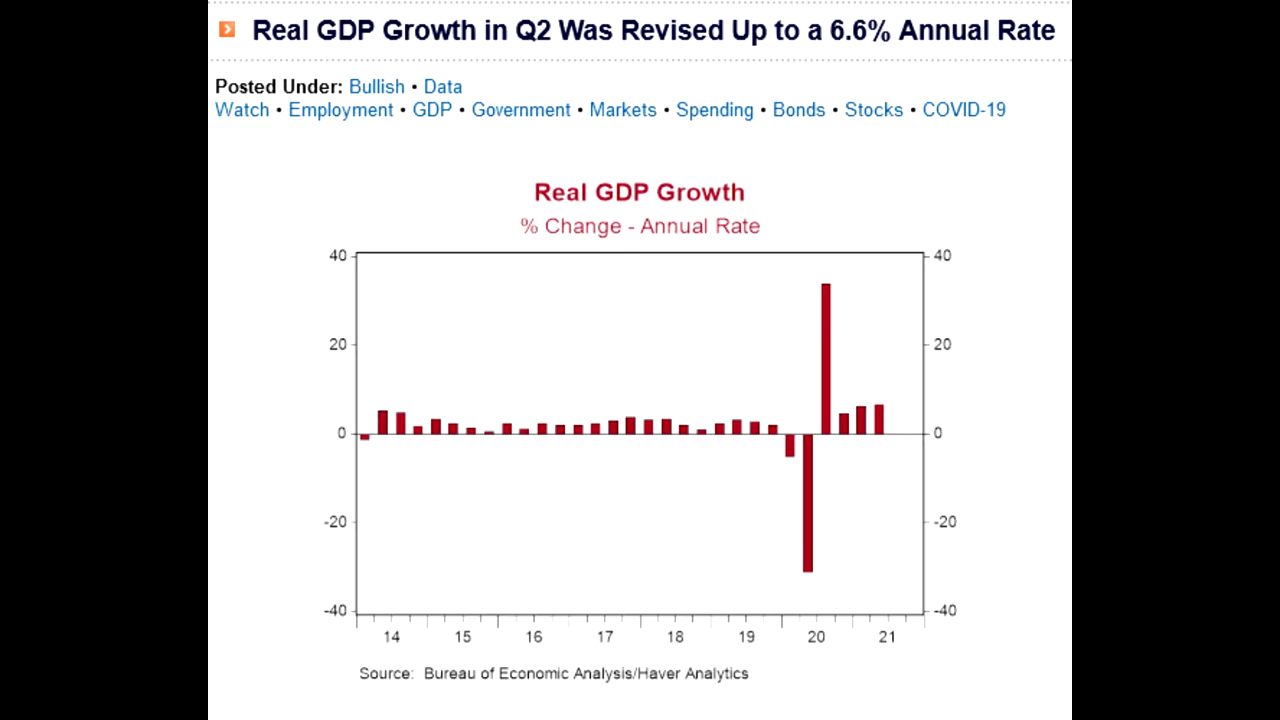 Real GDP Growth in Q2 Was Revised Up to a 6.6% Annual Rate
Posted Under: Bullish • Data
Watch • Employment • GDP • Government • Markets • Spending • Bonds • Stocks • COVID-19
Real GDP Growth
% Change - Annual Rate
40 40
20 20
0 0
-20 -20
-40 -40
14 15 16 17 18 19 20 21
Source: Bureau of Economic Analysis/Haver Analytics